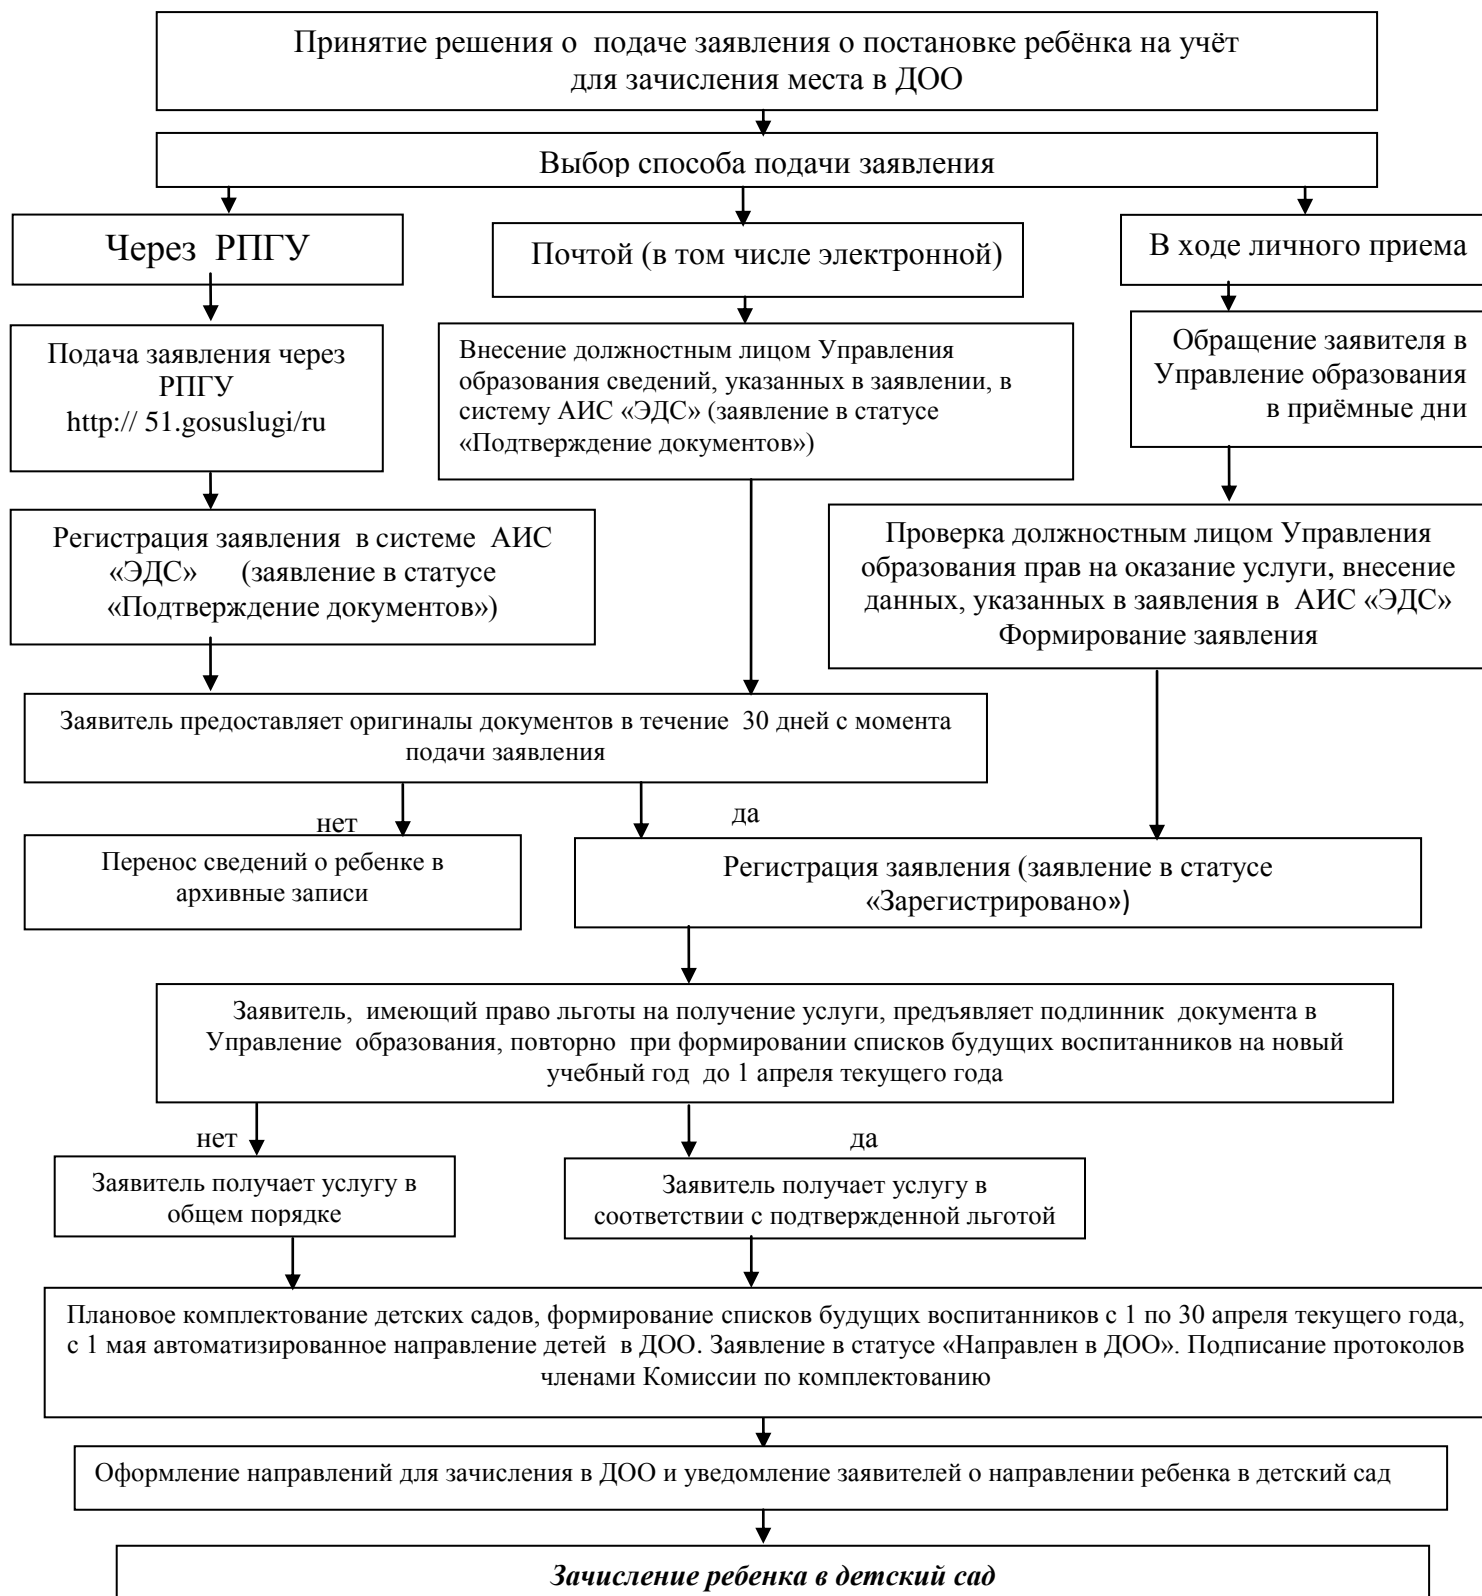 Принятие решения о подаче заявления о постановке ребёнка на учёт
для зачисления места в ДОО
Выбор способа подачи заявления
Через РПГУ
Почтой (в том числе электронной)
В ходе личного приема
Подача заявления через
РПГУ
http:// 51.gosuslugi/ru
Внесение должностным лицом Управления
образования сведений, указанных в заявлении, в
систему АИС «ЭДС» (заявление в статусе
«Подтверждение документов»)
Обращение заявителя в
Управление образования
в приёмные дни
Регистрация заявления в системе АИС
«ЭДС» (заявление в статусе
«Подтверждение документов»)
Проверка должностным лицом Управления
образования прав на оказание услуги, внесение
данных, указанных в заявления в АИС «ЭДС»
Формирование заявления
Заявитель предоставляет оригиналы документов в течение 30 дней с момента
подачи заявления
нет
да
Перенос сведений о ребенке в
архивные записи
Регистрация заявления (заявление в статусе
«Зарегистрировано»)
Заявитель, имеющий право льготы на получение услуги, предъявляет подлинник документа в
Управление образования, повторно при формировании списков будущих воспитанников на новый
учебный год до 1 апреля текущего года
нет
да
Заявитель получает услугу в
общем порядке
Заявитель получает услугу в
соответствии с подтвержденной льготой
Плановое комплектование детских садов, формирование списков будущих воспитанников с 1 по 30 апреля текущего года,
с 1 мая автоматизированное направление детей в ДОО. Заявление в статусе «Направлен в ДОО». Подписание протоколов
членами Комиссии по комплектованию
Оформление направлений для зачисления в ДОО и уведомление заявителей о направлении ребенка в детский сад
Зачисление ребенка в детский сад